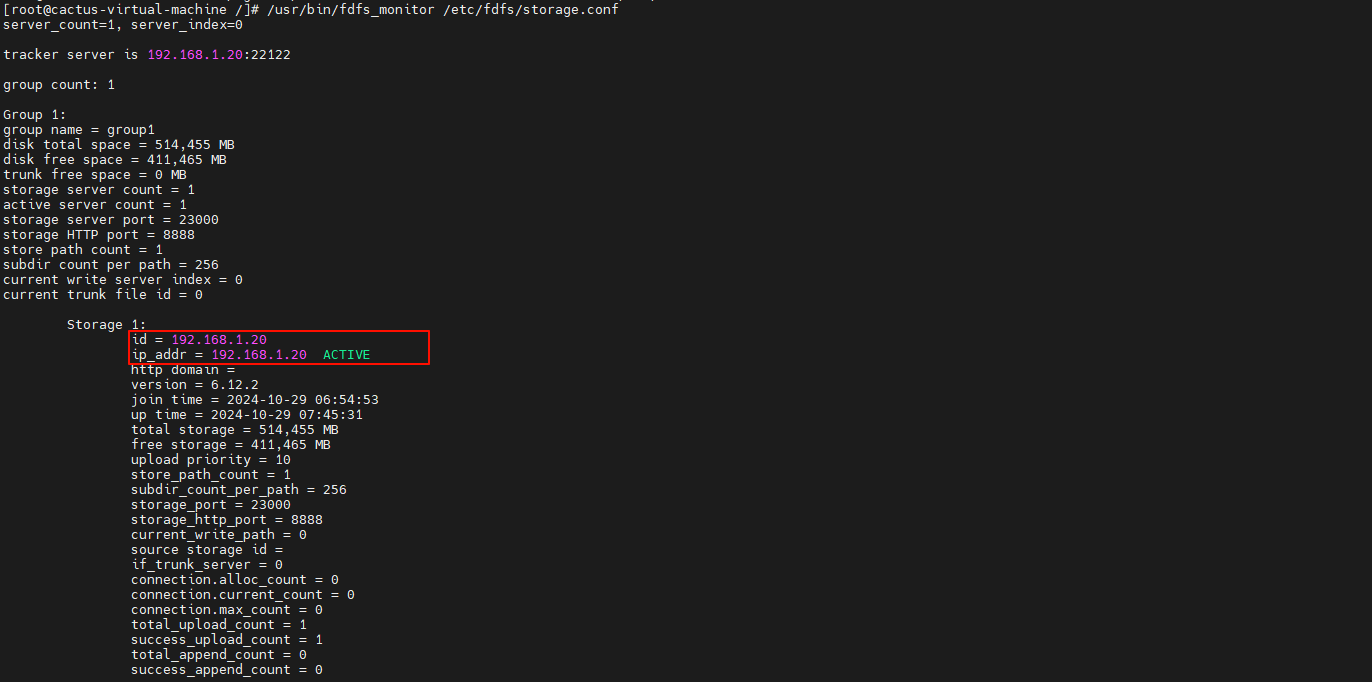 [root@cactus-virtual-machine /]# /usr/bin/fdfs_monitor /etc/fdfs/storage.conf
server_count=1, server_index=0
tracker server is 192.168.1.20:22122
group count: 1
Group 1:
group name = group1
disk total space = 514,455 MB
disk free space = 411,465 MB
trunk free space = 0 MB
storage server count = 1
active server count = 1
storage server port = 23000
storage HTTP port = 8888
store path count = 1
subdir count per path = 256
current write server index = 0
current trunk file id = 0
Storage 1:
id = 192.168.1.20
ip_addr = 192.168.1.20  ACTIVE
http domain =
version = 6.12.2
join time = 2024-10-29 06:54:53
up time = 2024-10-29 07:45:31
total storage = 514,455 MB
free storage = 411,465 MB
upload priority = 10
store_path_count = 1
subdir_count_per_path = 256
storage_port = 23000
storage_http_port = 8888
current_write_path = 0
source storage id =
if_trunk_server = 0
connection.alloc_count = 0
connection.current_count = 0
connection.max_count = 0
total_upload_count = 1
success_upload_count = 1
total_append_count = 0
success_append_count = 0